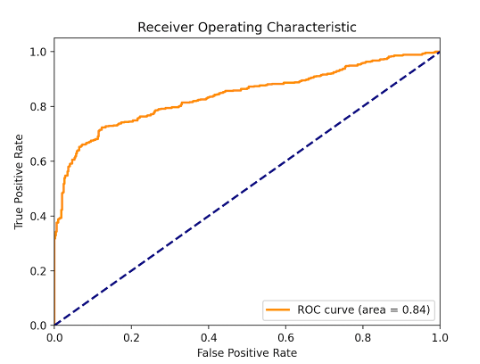 Receiver Operating Characteristic
1.0
0.8
0.6
0.4
0.2
0.0
True Positive Rate
ROC curve (area = 0.84)
0.0 0.2 0.4 0.6 0.8 1.0
False Positive Rate